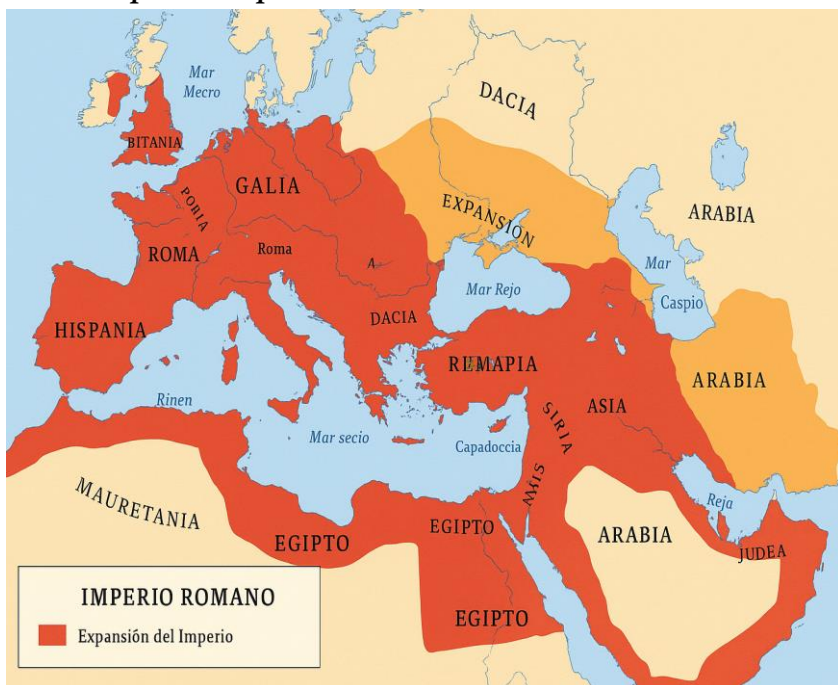 Mar
Mecro
BITANIA
DACIA
GALIA
PORIA
EXPANSIÓN
ARABIA
ROMA
Roma
A.
Mar
Caspio
Mar Rejo
HISPANIA
DACIA
REMAPIA
ARABIA
Rinen
ASIA
SIRIA
Mar secio
Capadoccia
MAURETANIA
Reja
EGIPTO
EGIPTO
ARABIA
JUDEA
EGIPTO
IMPERIO ROMANO
Expansión del Imperio